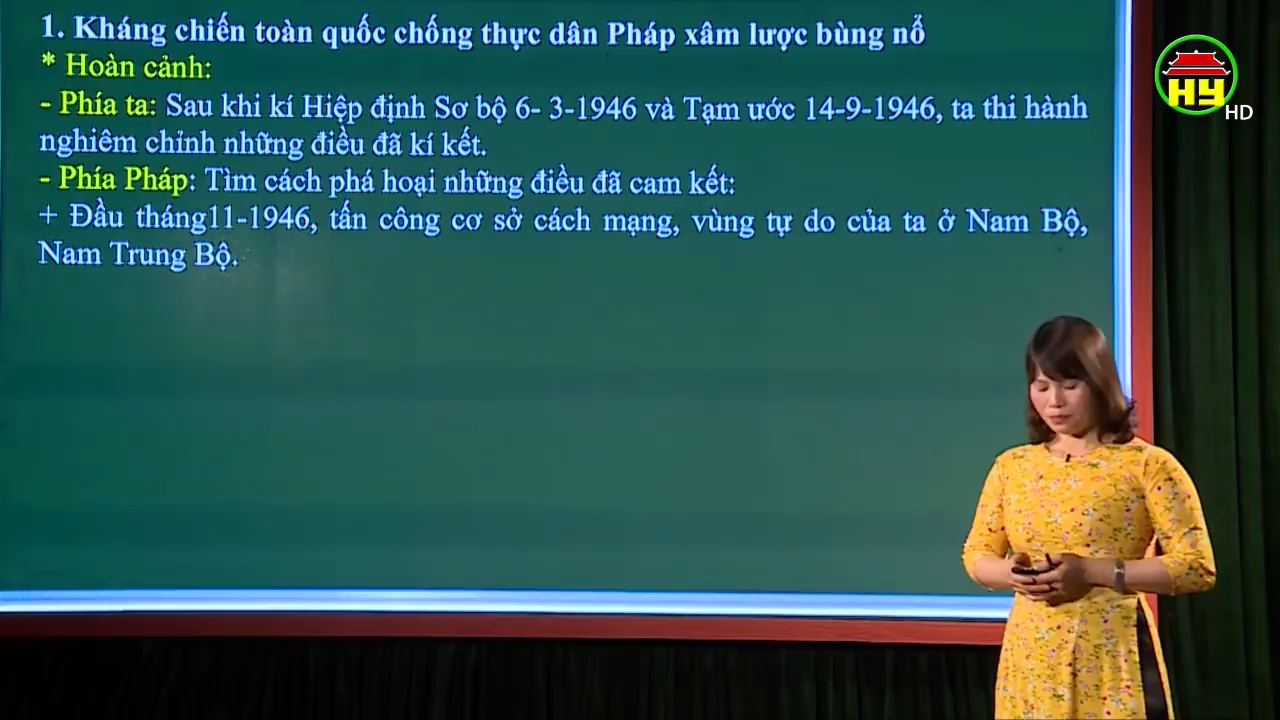 1. Kháng chiến toàn quốc chống thực dân Pháp xâm lược bùng nổ
* Hoàn cảnh:
- Phía ta: Sau khi kí Hiệp định Sơ bộ 6- 3-1946 và Tạm ước 14-9-1946, ta thi hành
nghiêm chỉnh những điều đã kí kết.
- Phía Pháp: Tìm cách phá hoại những điều đã cam kết:
+ Đầu tháng11-1946, tấn công cơ sở cách mạng, vùng tự do của ta ở Nam Bộ,
Nam Trung Bộ.
HY
HD